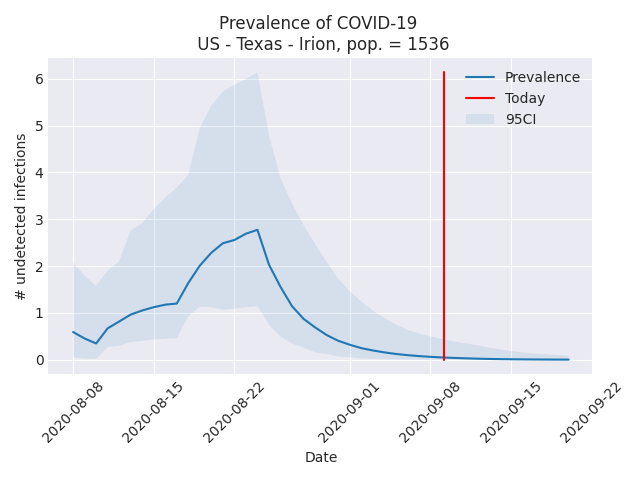 Prevalence of COVID-19
US - Texas - Irion, pop. = 1536
# undetected infections
6
5
4
3
2
1
0
Prevalence
Today
95CI
2020-08-08
2020-08-15
2020-08-22
2020-09-01
2020-09-08
2020-09-15
2020-09-22
Date